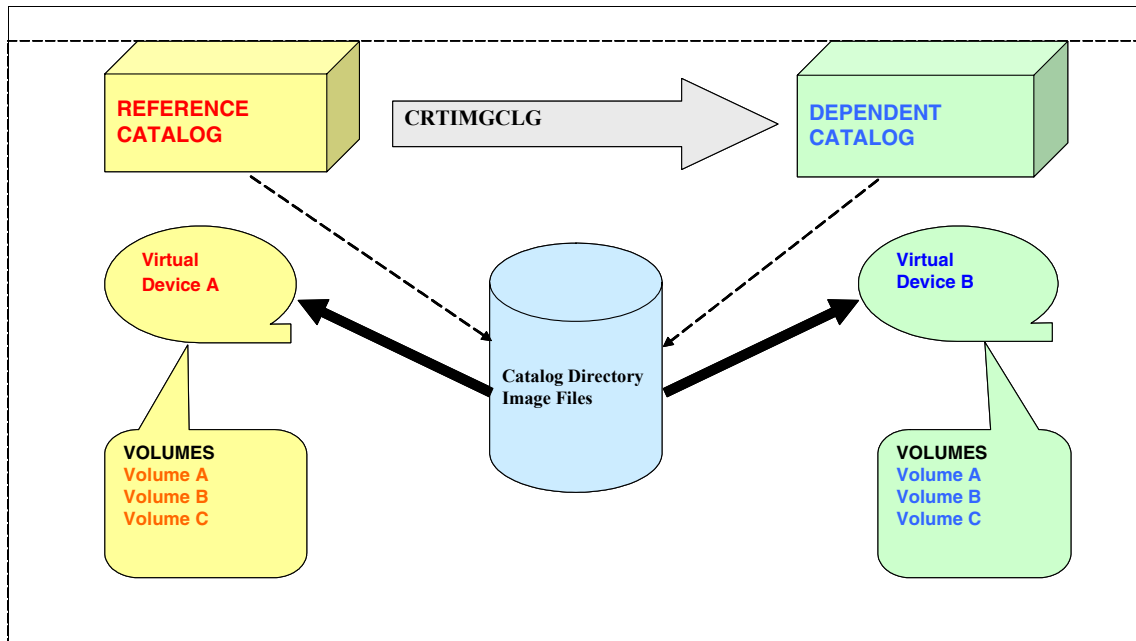 REFERENCE
CATALOG
CRTIMGCLG
DEPENDENT
CATALOG
Virtual
Device A
Virtual
Device B
Catalog Directory
Image Files
VOLUMES
Volume A
Volume B
Volume C
VOLUMES
Volume A
Volume B
Volume C